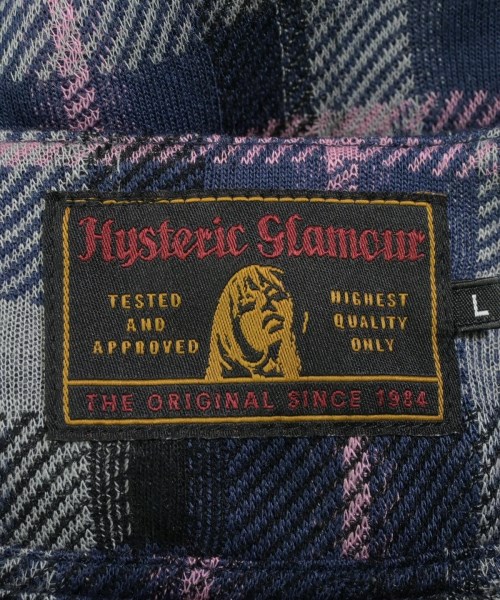 Hysteric Glamour
TESTED
AND
APPROVED
HIGHEST
QUALITY
ONLY
THE ORIGINAL SINCE 1984
L